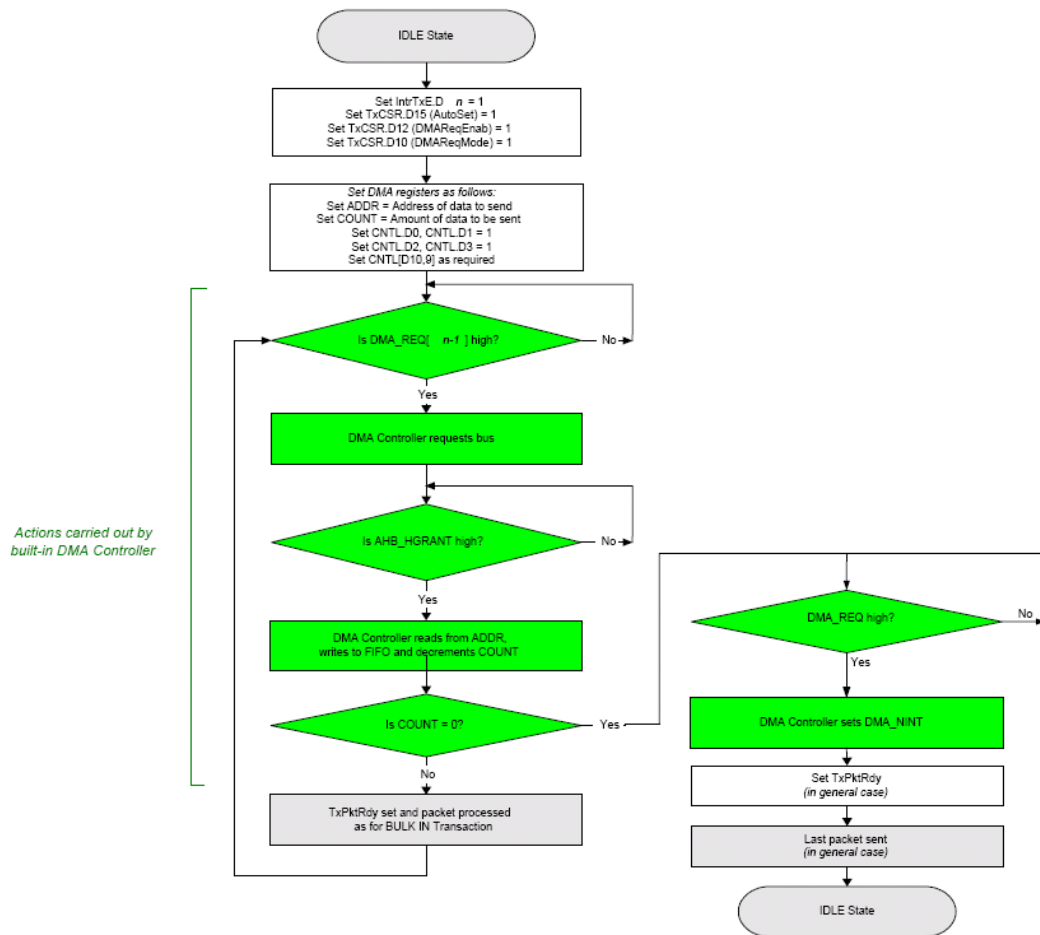 IDLE State
Set IntrTxE.D n = 1
Set TxCSR.D15 (AutoSet) = 1
Set TxCSR.D12 (DMAReqEnab) = 1
Set TxCSR.D10 (DMAReqMode) = 1
Set DMA registers as follows:
Set ADDR = Address of data to send
Set COUNT = Amount of data to be sent
Set CNTL.D0, CNTL.D1 = 1
Set CNTL.D2, CNTL.D3 = 1
Set CNTL[D10,9] as required
Is DMA_REQ[ n-1 ] high?
No
Yes
DMA Controller requests bus
Actions carried out by
built-in DMA Controller
Is AHB_HGRANT high?
No
Yes
DMA Controller reads from ADDR,
writes to FIFO and decrements COUNT
Is COUNT = 0?
Yes
No
TxPktRdy set and packet processed
as for BULK IN Transaction
DMA_REQ high?
No
Yes
DMA Controller sets DMA_NINT
Set TxPktRdy
(in general case)
Last packet sent
(in general case)
IDLE State